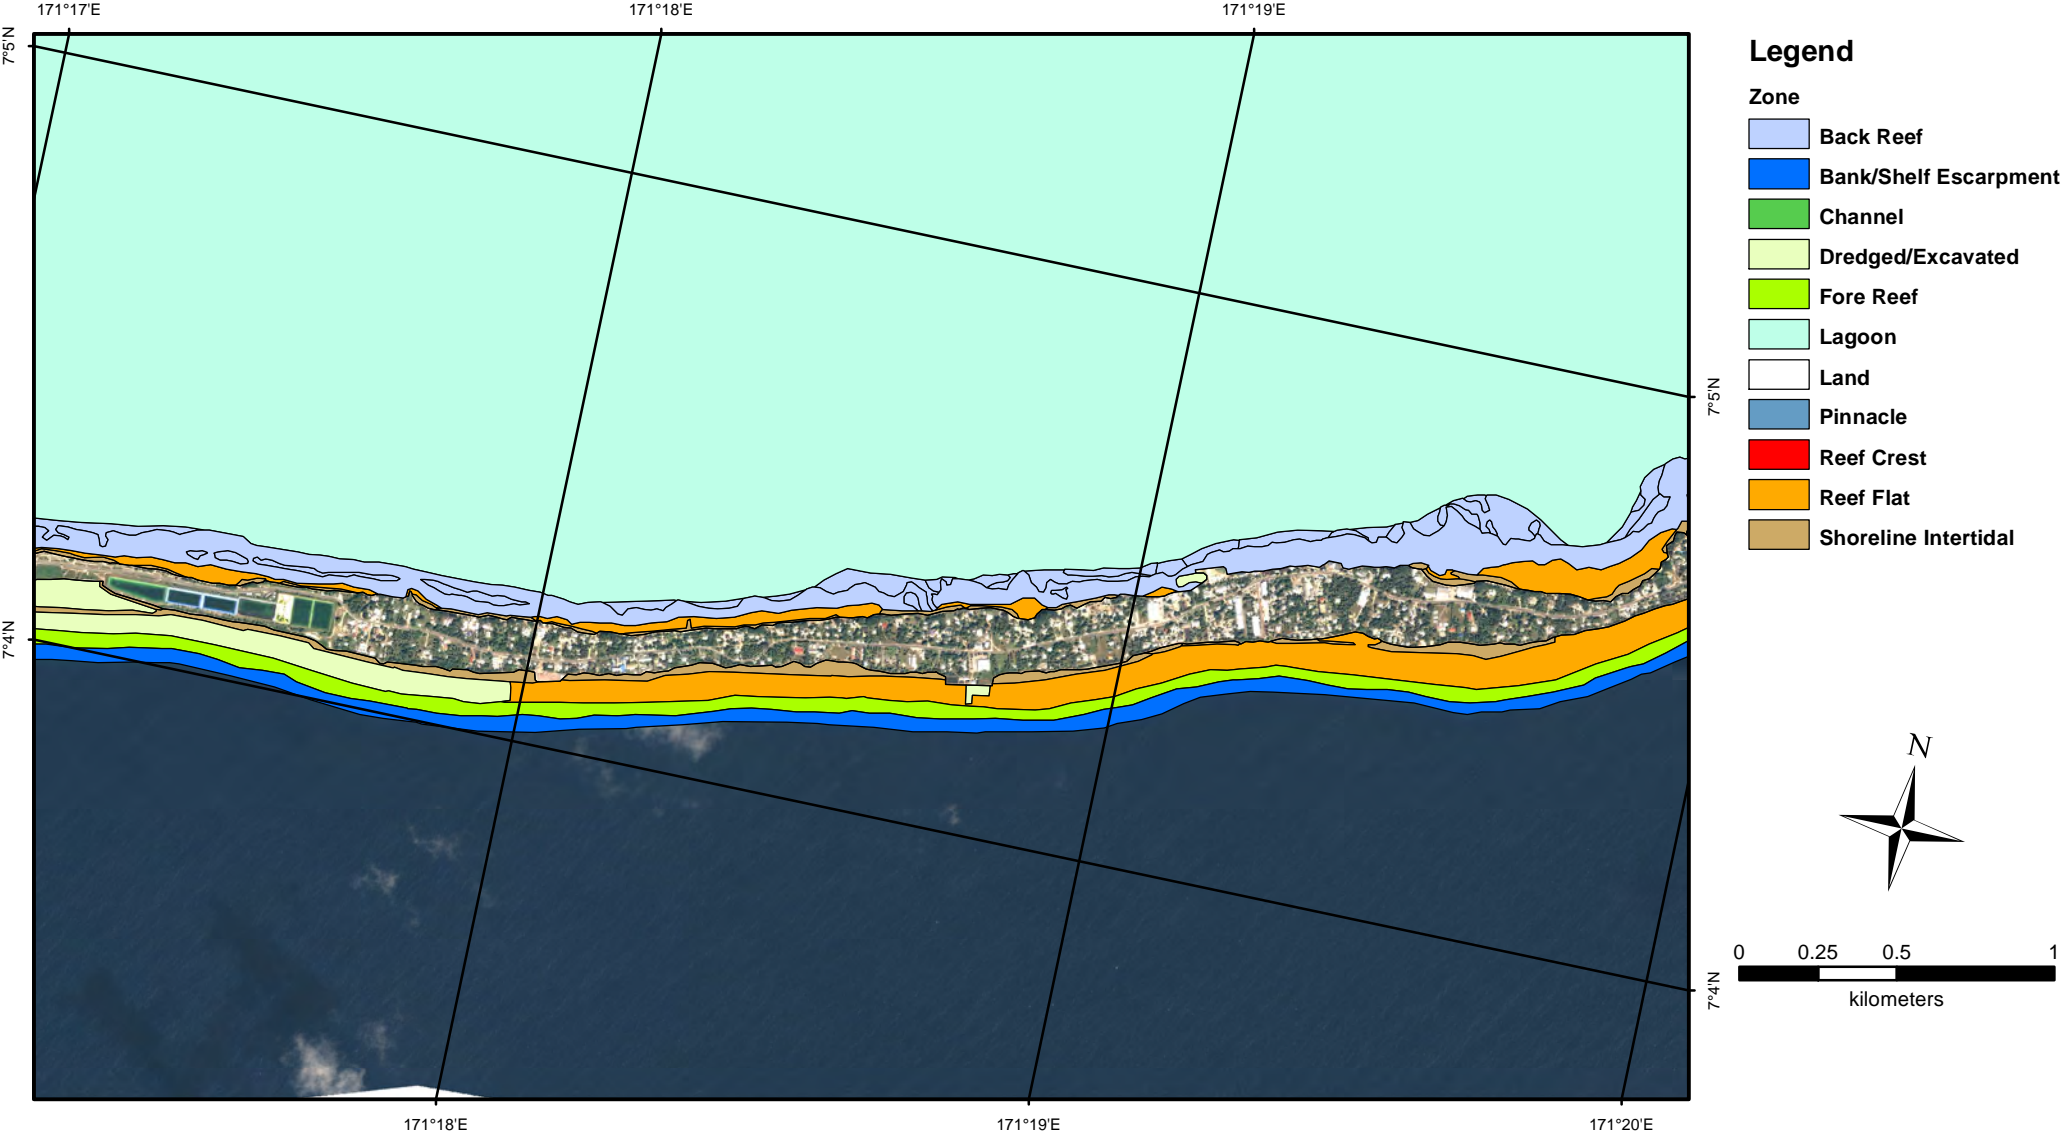 171°17'E 171°18'E 171°19'E
7°5'N
7°4'N
7°5'N
7°4'N
171°18'E 171°19'E 171°20'E
Legend
Zone
Back Reef
Bank/Shelf Escarpment
Channel
Dredged/Excavated
Fore Reef
Lagoon
Land
Pinnacle
Reef Crest
Reef Flat
Shoreline Intertidal
N
0 0.25 0.5 1
kilometers